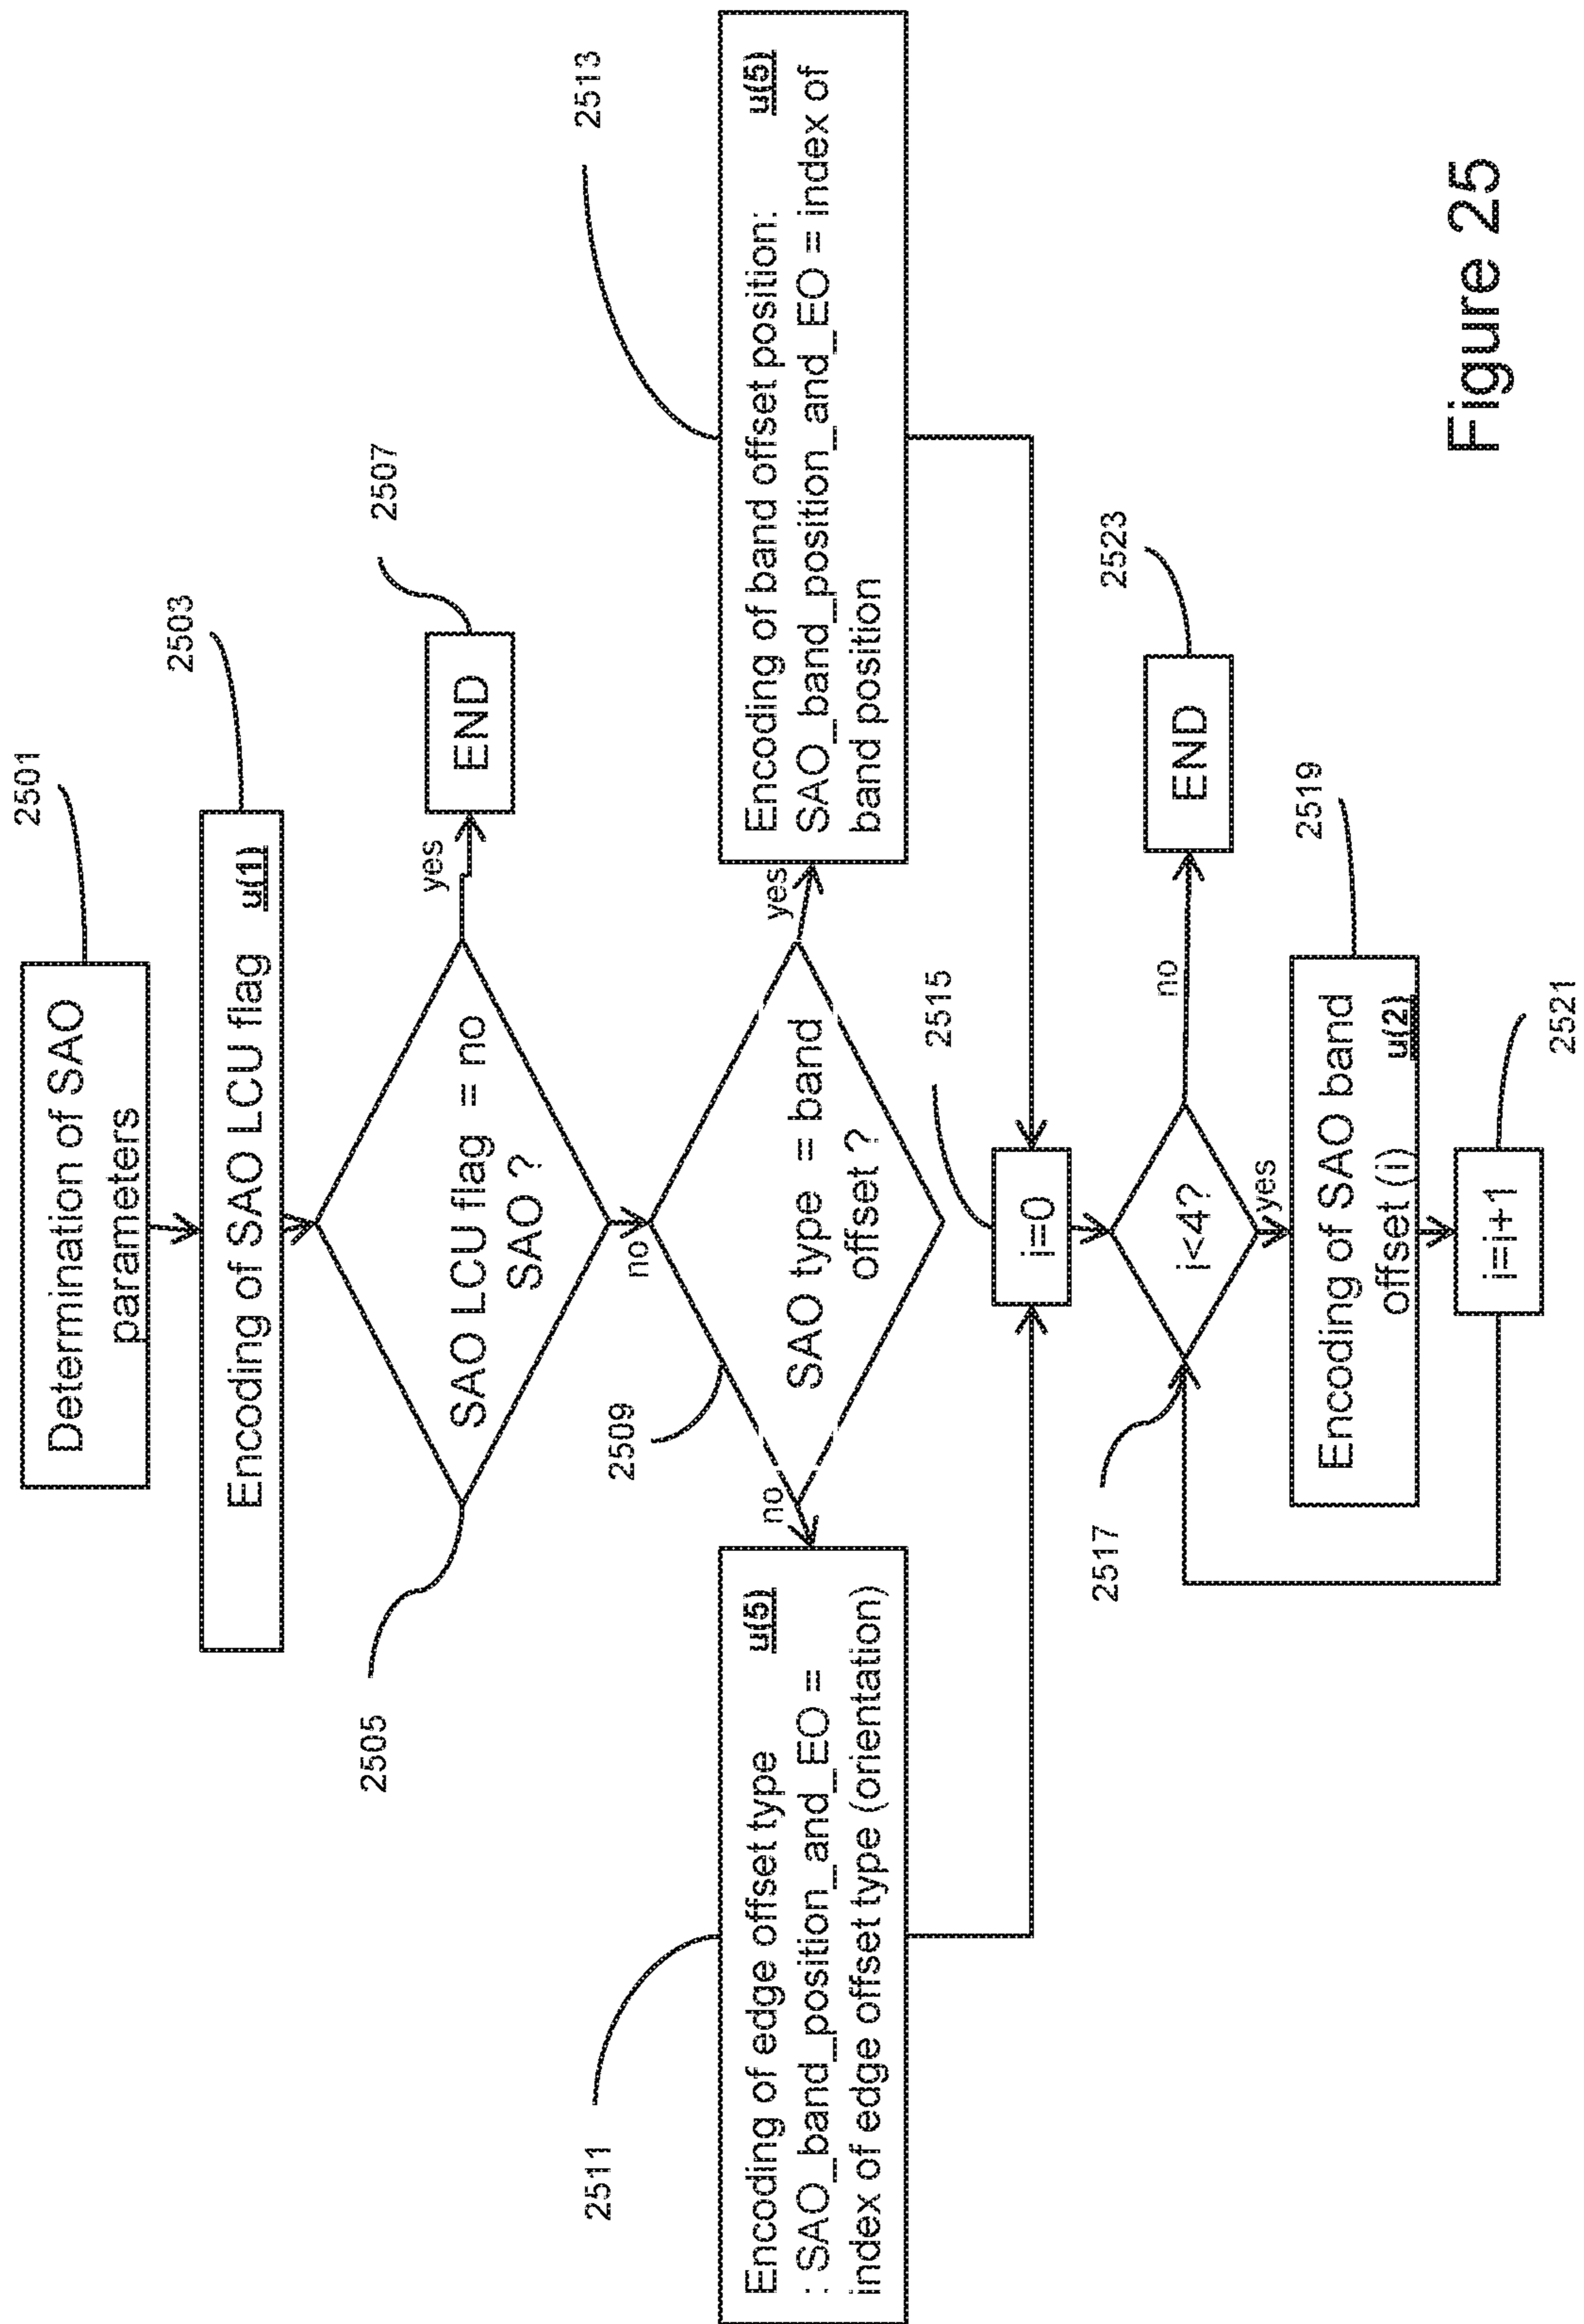 2501
Determination of SAO
parameters
2503
Encoding of SAO LCU flag u(1)
2505
SAO LCU flag = no
SAO ?
yes
2507
END
no
2509
SAO type = band
offset ?
no
yes
2511
Encoding of edge offset type u(5)
: SAO_band_position_and_EO =
index of edge offset type (orientation)
2513
Encoding of band offset position: u(5)
SAO_band_position_and_EO = index of
band position
2515
i=0
2517
i<4?
no
2523
END
yes
2519
Encoding of SAO band
offset (i) u(2)
2521
i=i+1
Figure 25